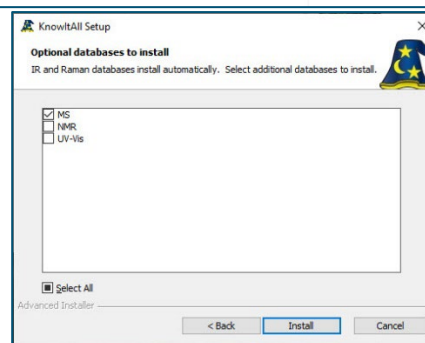 KnowItAll Setup
Optional databases to install
IR and Raman databases install automatically. Select additional databases to install.
MS
NMR
UV-Vis
Select All
Advanced Installer
< Back
Install
Cancel